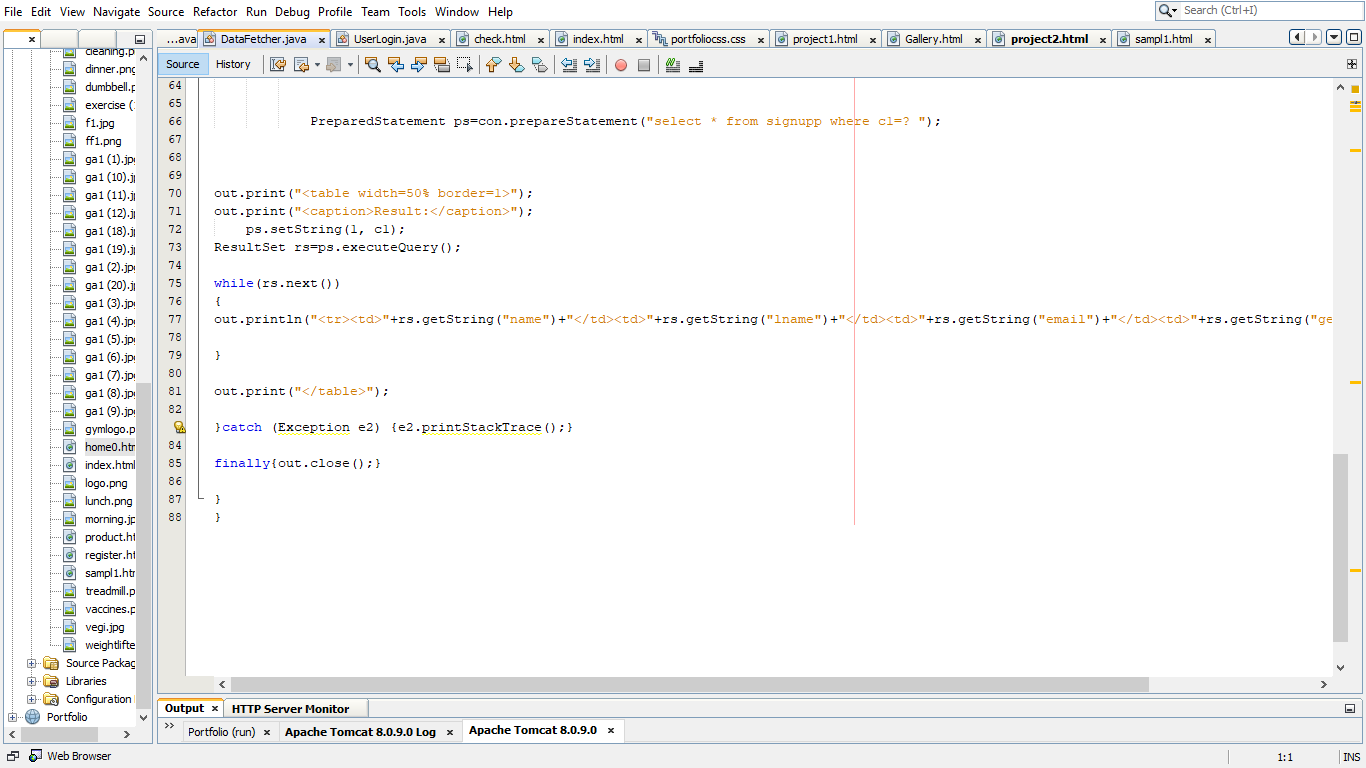 File Edit View Navigate Source Refactor Run Debug Profile Team Tools Window Help
Search (Ctrl+I)
...ava DataFetcher.java UserLogin.java check.html index.html portfoliocss.css project1.html Gallery.html project2.html sampl1.html
Source History
cleaning.p
dinner.png
dumbbell.p
exercise (
f1.jpg
ff1.png
ga1 (1).jp
ga1 (10).j
ga1 (11).j
ga1 (12).j
ga1 (18).j
ga1 (19).j
ga1 (2).jp
ga1 (20).j
ga1 (3).jp
ga1 (4).jp
ga1 (5).jp
ga1 (6).jp
ga1 (7).jp
ga1 (8).jp
ga1 (9).jp
gymlogo.p
home0.htm
index.html
logo.png
lunch.png
morning.jp
product.ht
register.ht
sampl1.htm
treadmill.p
vaccines.p
vegi.jpg
weightlifte
Source Packag
Libraries
Configuration
Portfolio
64
65
66 PreparedStatement ps=con.prepareStatement("select * from signupp where c1=? ");
67
68
69
70 out.print("<table width=50% border=1>");
71 out.print("<caption>Result:</caption>");
72 ps.setString(1, c1);
73 ResultSet rs=ps.executeQuery();
74
75 while(rs.next())
76 {
77 out.println("<tr><td>"+rs.getString("name")+"</td><td>"+rs.getString("lname")+"</td><td>"+rs.getString("email")+"</td><td>"+rs.getString("ge
78
79 }
80
81 out.print("</table>");
82
}catch (Exception e2) {e2.printStackTrace();}
84
85 finally{out.close();}
86
87 }
88 }
Output HTTP Server Monitor
Portfolio (run) Apache Tomcat 8.0.9.0 Log Apache Tomcat 8.0.9.0
Web Browser
1:1 INS